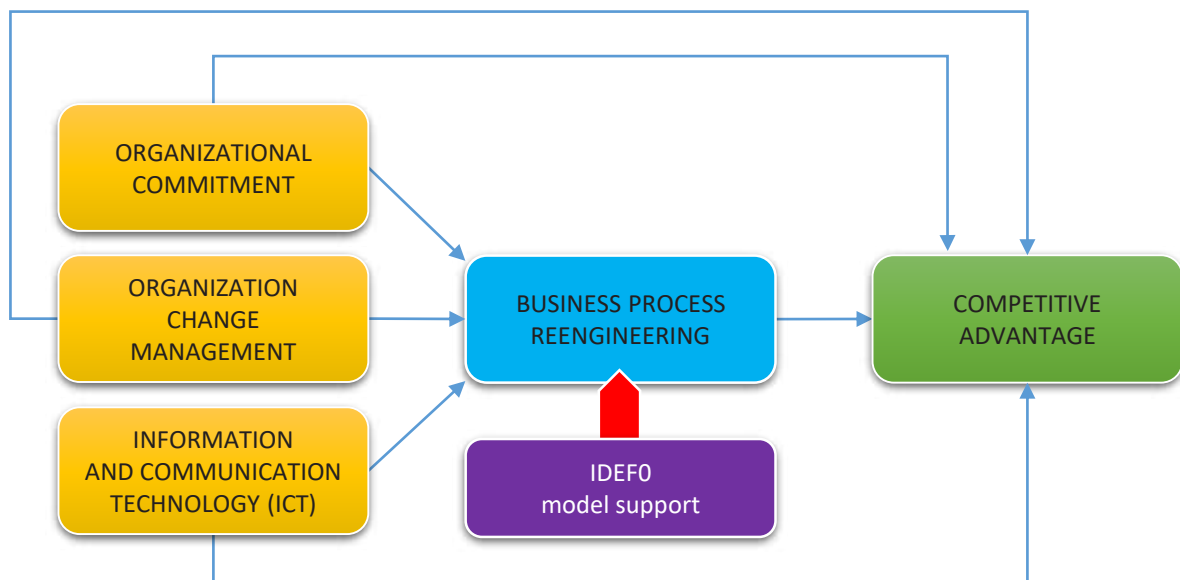 ORGANIZATIONAL
COMMITMENT
ORGANIZATION
CHANGE
MANAGEMENT
INFORMATION
AND COMMUNICATION
TECHNOLOGY (ICT)
BUSINESS PROCESS
REENGINEERING
IDEF0
model support
COMPETITIVE
ADVANTAGE